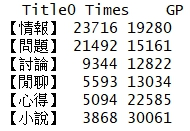 Title0 Times GP
【情報】 23716 19280
【問題】 21492 15161
【討論】 9344 12822
【閒聊】 5593 13034
【心得】 5094 22585
【小說】 3868 30061